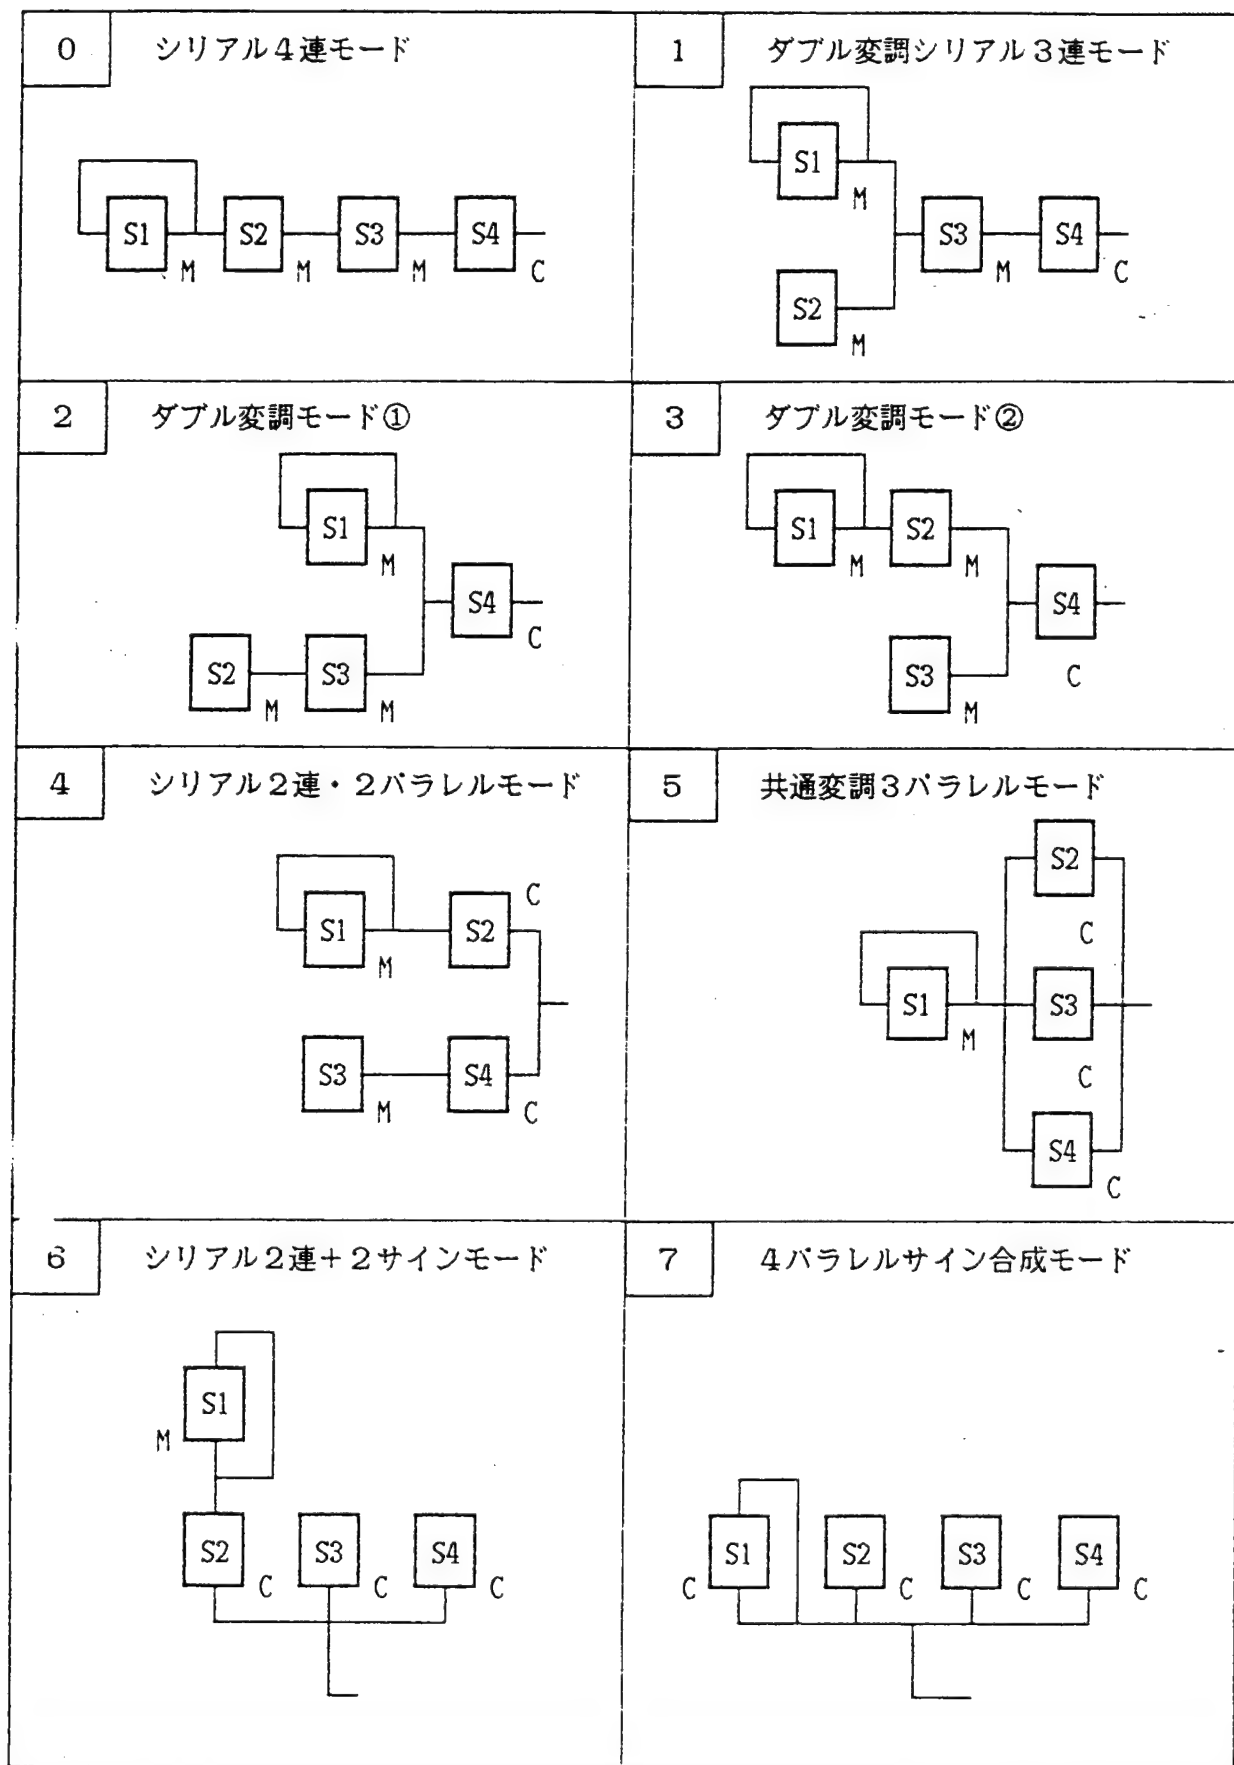 0 シリアル4連モード
S1 S2 S3 S4
M M M C
1 ダブル変調シリアル3連モード
S1
M
S3 S4
M C
S2
M
2 ダブル変調モード①
S1
M
S4
C
S2 S3
M M
3 ダブル変調モード②
S1 S2
M M
S4
C
S3
M
4 シリアル2連・2パラレルモード
C
S1 S2
M
S3 S4
M C
5 共通変調3パラレルモード
S2
C
S1 S3
M
C
S4
C
6 シリアル2連+2サインモード
S1
M
S2 S3 S4
C C C
7 4パラレルサイン合成モード
S1 S2 S3 S4
C C C C